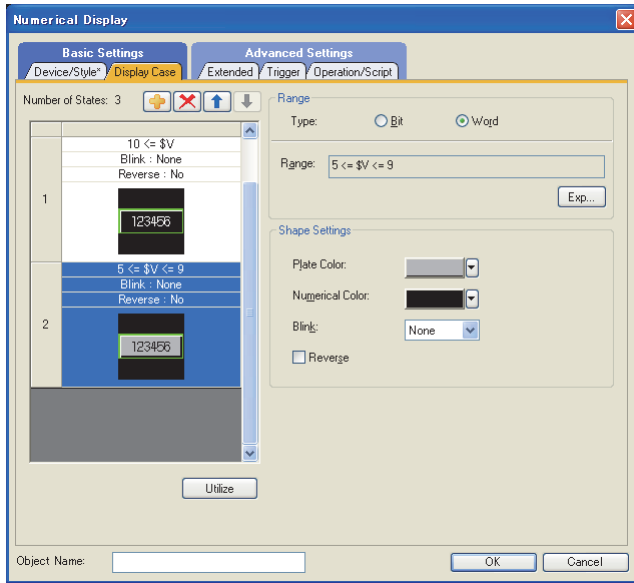 Numerical Display
Basic Settings
Advanced Settings
Device/Style*
Display Case
Extended
Trigger
Operation/Script
Number of States: 3
1
10 <= $V
Blink : None
Reverse : No
123456
2
5 <= $V <= 9
Blink : None
Reverse : No
123456
Utilize
Range
Type:
Bit
Word
Range:
5 <= $V <= 9
Exp...
Shape Settings
Plate Color:
Numerical Color:
Blink:
None
Reverse
Object Name:
OK
Cancel